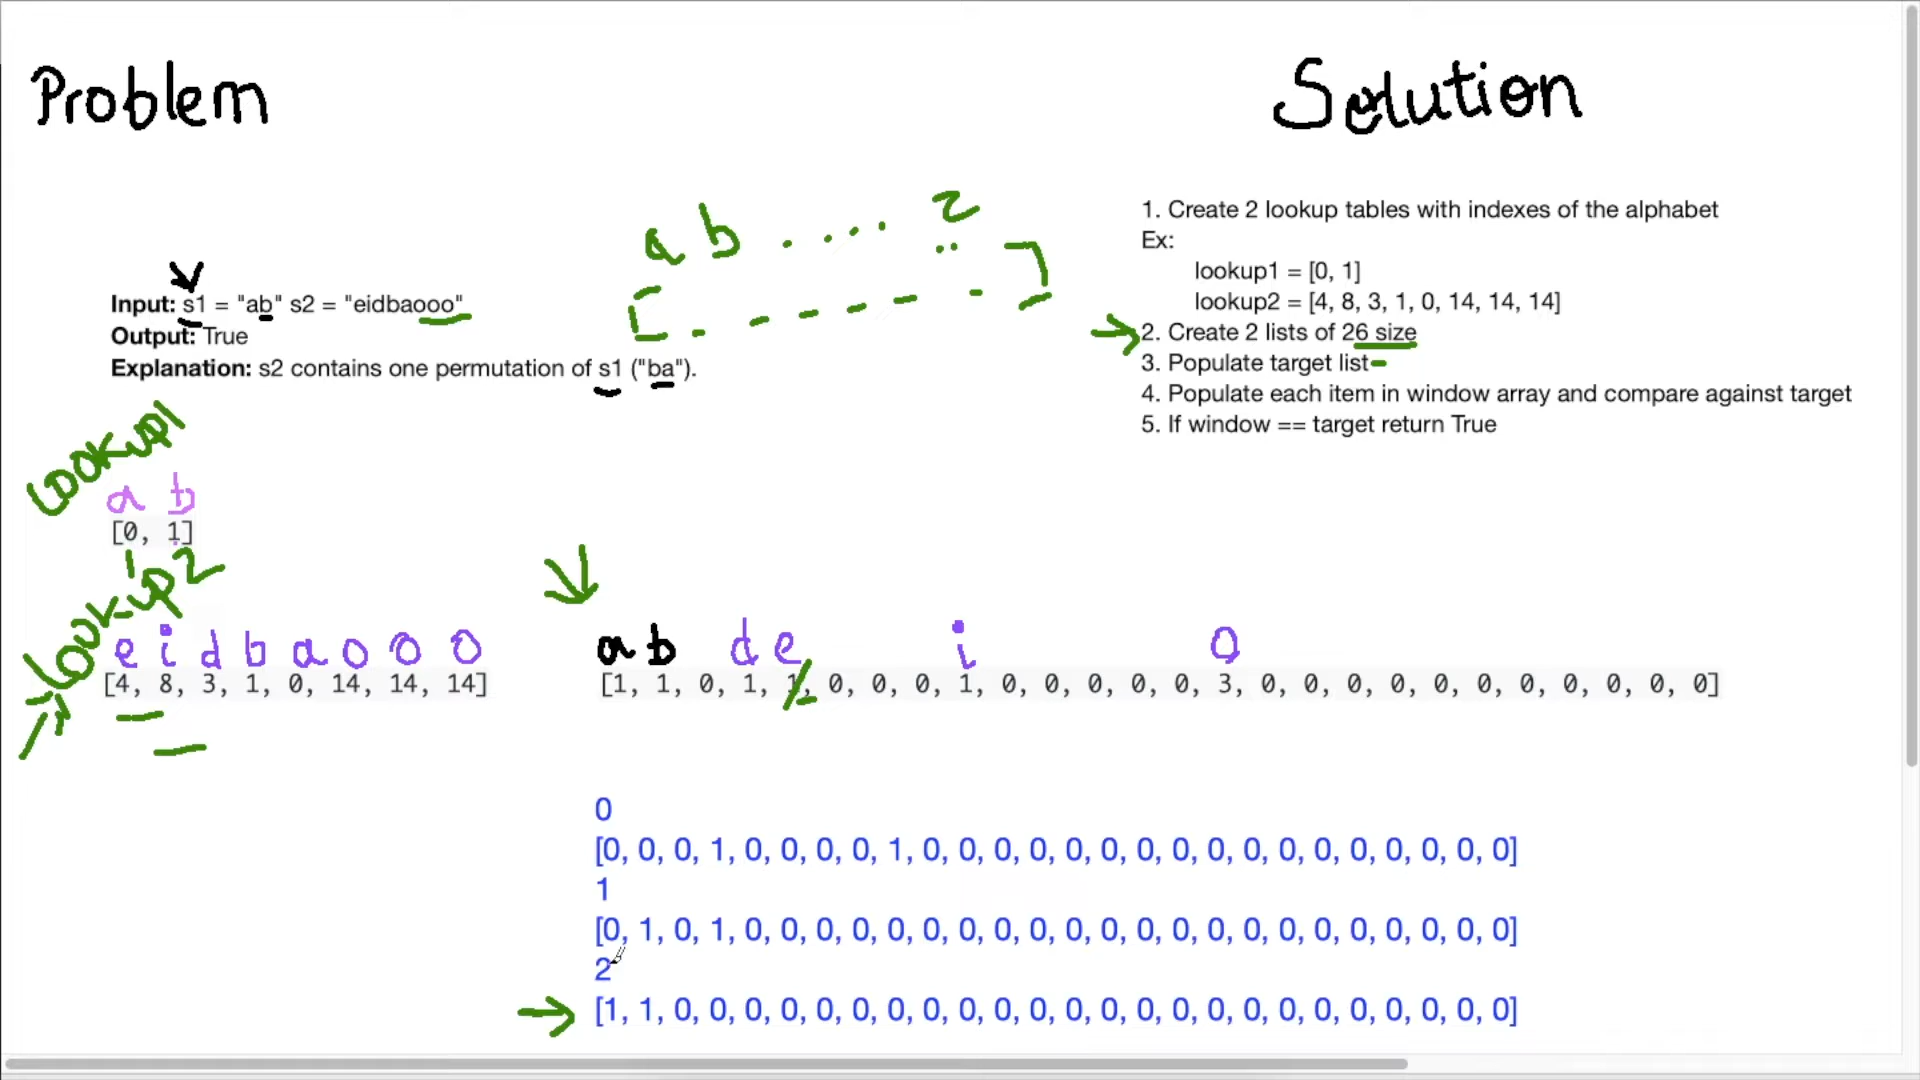 Problem
Solution
a b . . . . . z
[ - - - - - - - ]
Input: s1 = "ab" s2 = "eidbaooo"
Output: True
Explanation: s2 contains one permutation of s1 ("ba").
1. Create 2 lookup tables with indexes of the alphabet
Ex:
lookup1 = [0, 1]
lookup2 = [4, 8, 3, 1, 0, 14, 14, 14]
2. Create 2 lists of 26 size
3. Populate target list
4. Populate each item in window array and compare against target
5. If window == target return True
lookup1
a b
[0, 1]
lookup2
e i d b a o o o
[4, 8, 3, 1, 0, 14, 14, 14]
a b d e i o
[1, 1, 0, 1, 1, 0, 0, 0, 1, 0, 0, 0, 0, 0, 3, 0, 0, 0, 0, 0, 0, 0, 0, 0, 0, 0]
0
[0, 0, 0, 1, 0, 0, 0, 0, 1, 0, 0, 0, 0, 0, 0, 0, 0, 0, 0, 0, 0, 0, 0, 0, 0, 0]
1
[0, 1, 0, 1, 0, 0, 0, 0, 0, 0, 0, 0, 0, 0, 0, 0, 0, 0, 0, 0, 0, 0, 0, 0, 0, 0]
2
[1, 1, 0, 0, 0, 0, 0, 0, 0, 0, 0, 0, 0, 0, 0, 0, 0, 0, 0, 0, 0, 0, 0, 0, 0, 0]